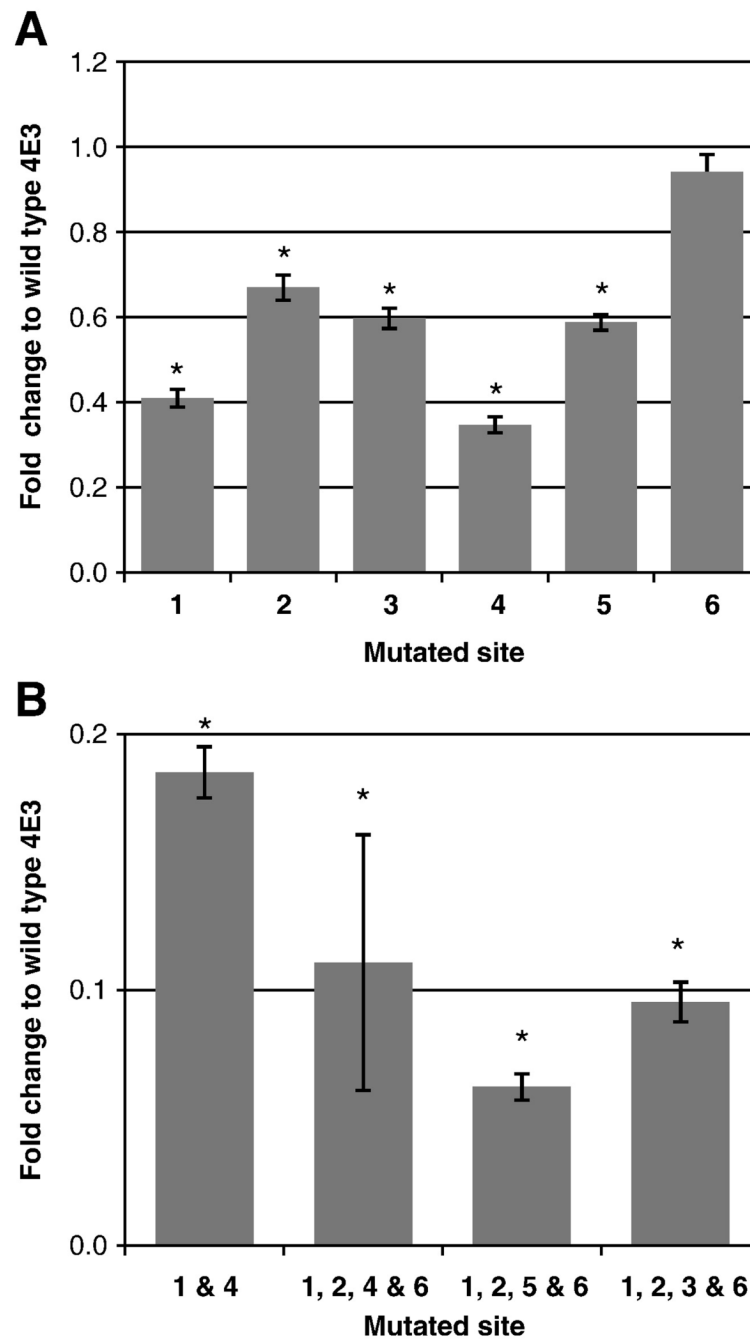 A
Fold change to wild type 4E3
1.2
1.0
0.8
0.6
0.4
0.2
0.0
* * * * *
1 2 3 4 5 6
Mutated site
B
Fold change to wild type 4E3
0.2
0.1
0.0
* * * *
1 & 4 1, 2, 4 & 6 1, 2, 5 & 6 1, 2, 3 & 6
Mutated site